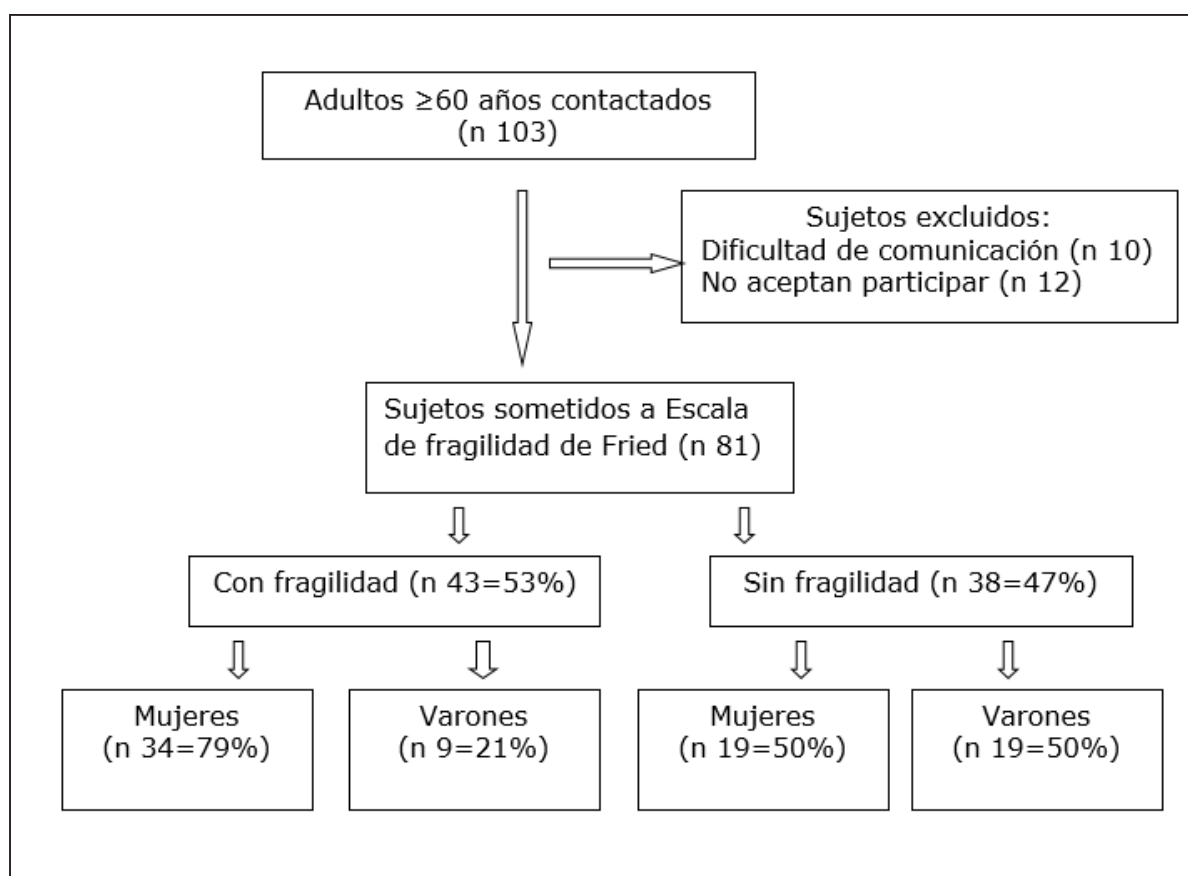 Adultos ≥60 años contactados
(n 103)
Sujetos excluidos:
Dificultad de comunicación (n 10)
No aceptan participar (n 12)
Sujetos sometidos a Escala
de fragilidad de Fried (n 81)
Con fragilidad (n 43=53%)
Sin fragilidad (n 38=47%)
Mujeres
(n 34=79%)
Varones
(n 9=21%)
Mujeres
(n 19=50%)
Varones
(n 19=50%)